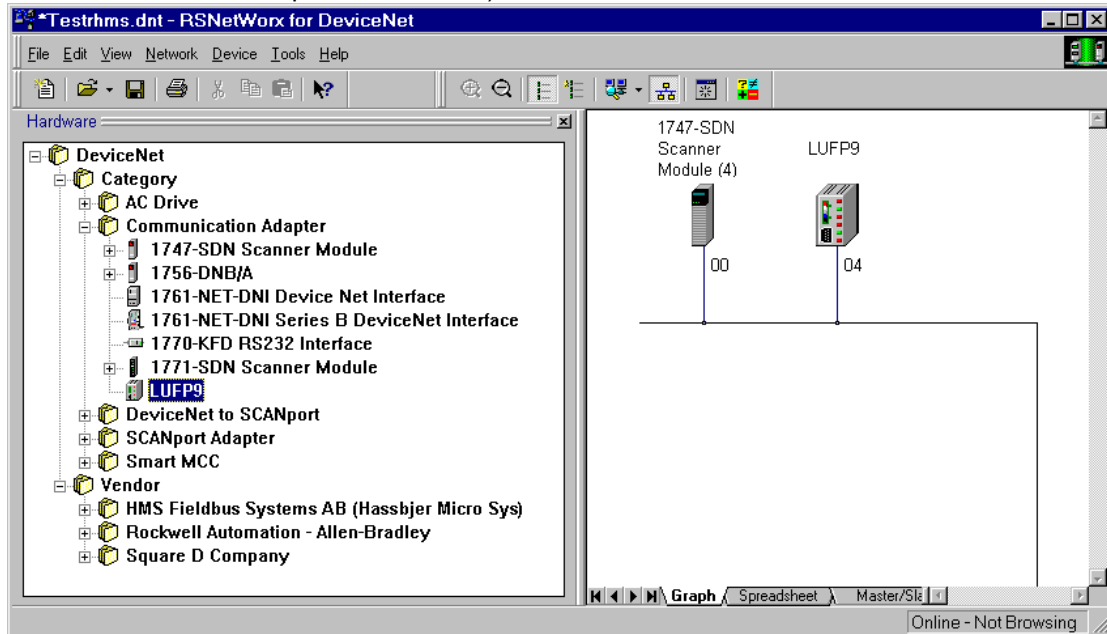 *Testrhms.dnt - RSNetWorx for DeviceNet
File Edit View Network Device Tools Help
Hardware
DeviceNet
Category
AC Drive
Communication Adapter
1747-SDN Scanner Module
1756-DNB/A
1761-NET-DNI Device Net Interface
1761-NET-DNI Series B DeviceNet Interface
1770-KFD RS232 Interface
1771-SDN Scanner Module
LUFP9
DeviceNet to SCANport
SCANport Adapter
Smart MCC
Vendor
HMS Fieldbus Systems AB (Hassbjer Micro Sys)
Rockwell Automation - Allen-Bradley
Square D Company
1747-SDN
Scanner
Module (4)
LUFP9
00
04
Graph Spreadsheet Master/Sla
Online - Not Browsing